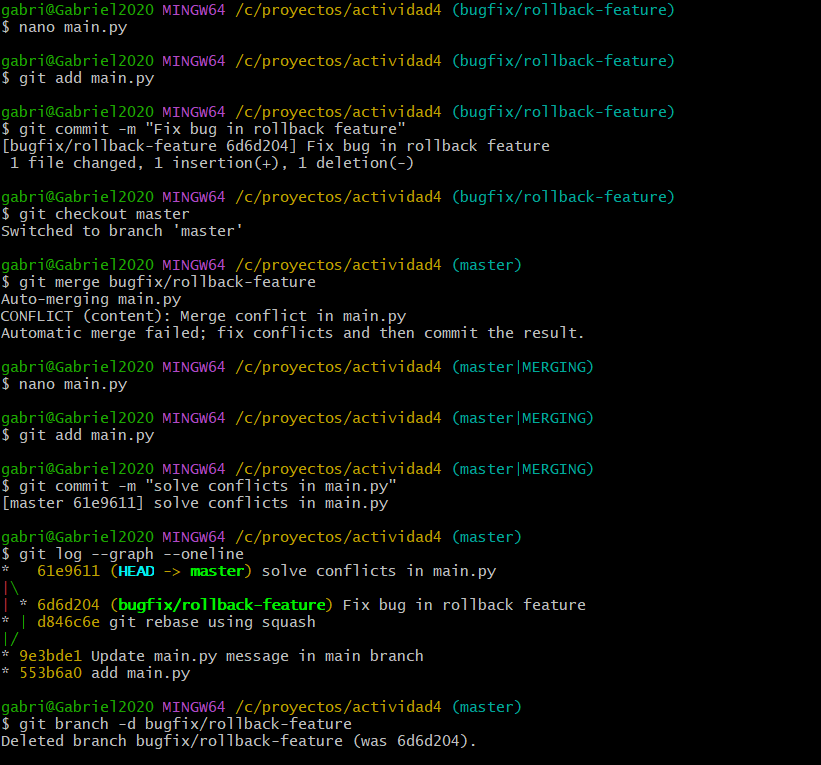 gabri@Gabriel2020 MINGW64 /c/proyectos/actividad4 (bugfix/rollback-feature)
$ nano main.py
gabri@Gabriel2020 MINGW64 /c/proyectos/actividad4 (bugfix/rollback-feature)
$ git add main.py
gabri@Gabriel2020 MINGW64 /c/proyectos/actividad4 (bugfix/rollback-feature)
$ git commit -m "Fix bug in rollback feature"
[bugfix/rollback-feature 6d6d204] Fix bug in rollback feature
 1 file changed, 1 insertion(+), 1 deletion(-)
gabri@Gabriel2020 MINGW64 /c/proyectos/actividad4 (bugfix/rollback-feature)
$ git checkout master
Switched to branch 'master'
gabri@Gabriel2020 MINGW64 /c/proyectos/actividad4 (master)
$ git merge bugfix/rollback-feature
Auto-merging main.py
CONFLICT (content): Merge conflict in main.py
Automatic merge failed; fix conflicts and then commit the result.
gabri@Gabriel2020 MINGW64 /c/proyectos/actividad4 (master|MERGING)
$ nano main.py
gabri@Gabriel2020 MINGW64 /c/proyectos/actividad4 (master|MERGING)
$ git add main.py
gabri@Gabriel2020 MINGW64 /c/proyectos/actividad4 (master|MERGING)
$ git commit -m "solve conflicts in main.py"
[master 61e9611] solve conflicts in main.py
gabri@Gabriel2020 MINGW64 /c/proyectos/actividad4 (master)
$ git log --graph --oneline
*   61e9611 (HEAD -> master) solve conflicts in main.py
|\
| * 6d6d204 (bugfix/rollback-feature) Fix bug in rollback feature
* | d846c6e git rebase using squash
|/
* 9e3bde1 Update main.py message in main branch
* 553b6a0 add main.py
gabri@Gabriel2020 MINGW64 /c/proyectos/actividad4 (master)
$ git branch -d bugfix/rollback-feature
Deleted branch bugfix/rollback-feature (was 6d6d204).